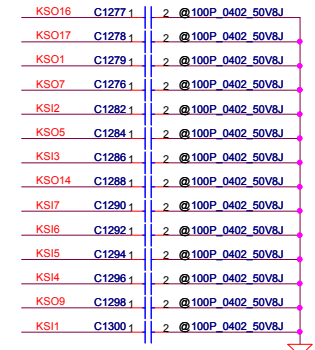 KSO16 C1277 1 2 @100P_0402_50V8J
KSO17 C1278 1 2 @100P_0402_50V8J
KSO1 C1279 1 2 @100P_0402_50V8J
KSO7 C1276 1 2 @100P_0402_50V8J
KSI2 C1282 1 2 @100P_0402_50V8J
KSO5 C1284 1 2 @100P_0402_50V8J
KSI3 C1286 1 2 @100P_0402_50V8J
KSO14 C1288 1 2 @100P_0402_50V8J
KSI7 C1290 1 2 @100P_0402_50V8J
KSI6 C1292 1 2 @100P_0402_50V8J
KSI5 C1294 1 2 @100P_0402_50V8J
KSI4 C1296 1 2 @100P_0402_50V8J
KSO9 C1298 1 2 @100P_0402_50V8J
KSI1 C1300 1 2 @100P_0402_50V8J